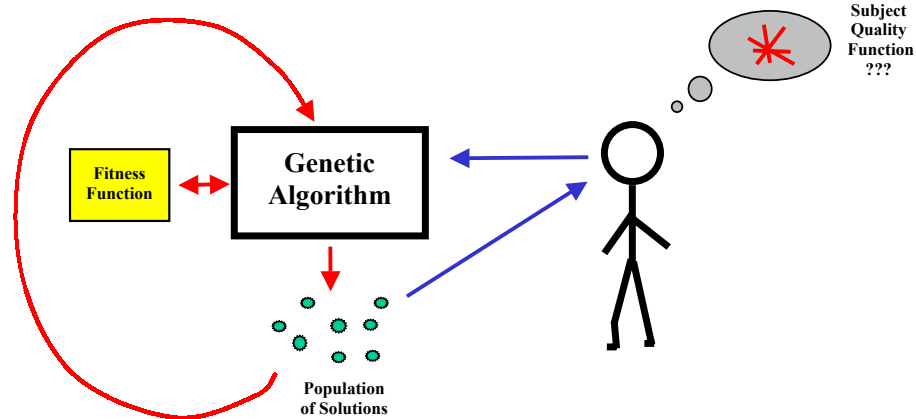 Subject
Quality
Function
???
Genetic
Algorithm
Fitness
Function
Population
of Solutions